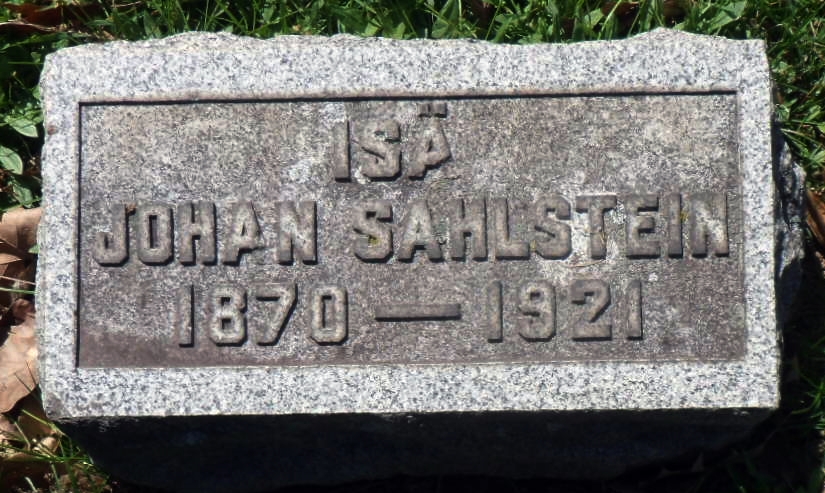 ISÄ
JOHAN SAHLSTEIN
1870 — 1921